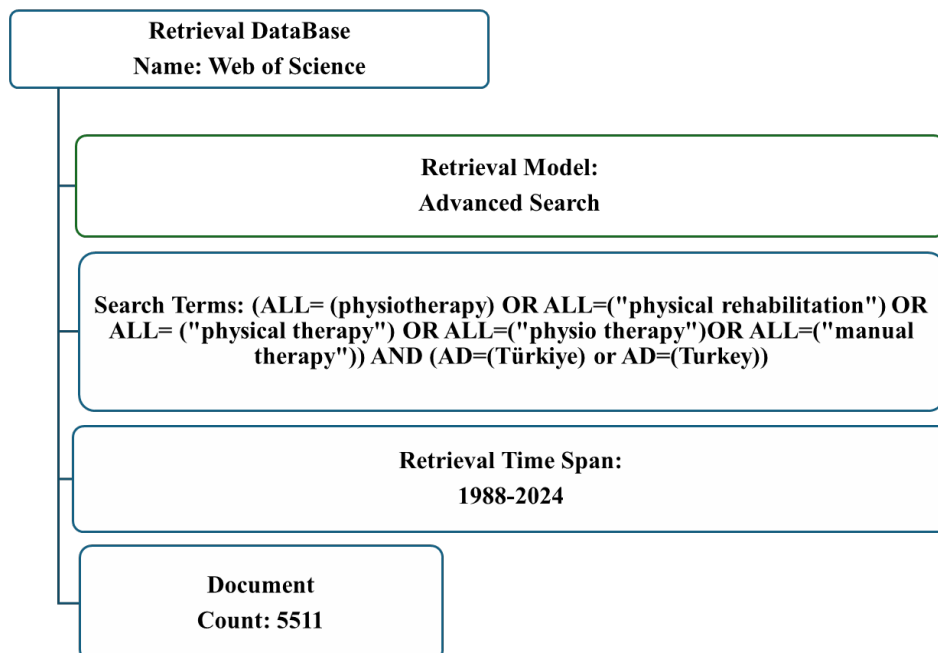 Retrieval DataBase
Name: Web of Science
Retrieval Model:
Advanced Search
Search Terms: (ALL= (physiotherapy) OR ALL=("physical rehabilitation") OR
ALL= ("physical therapy") OR ALL=("physio therapy")OR ALL=("manual
therapy")) AND (AD=(Türkiye) or AD=(Turkey))
Retrieval Time Span:
1988-2024
Document
Count: 5511